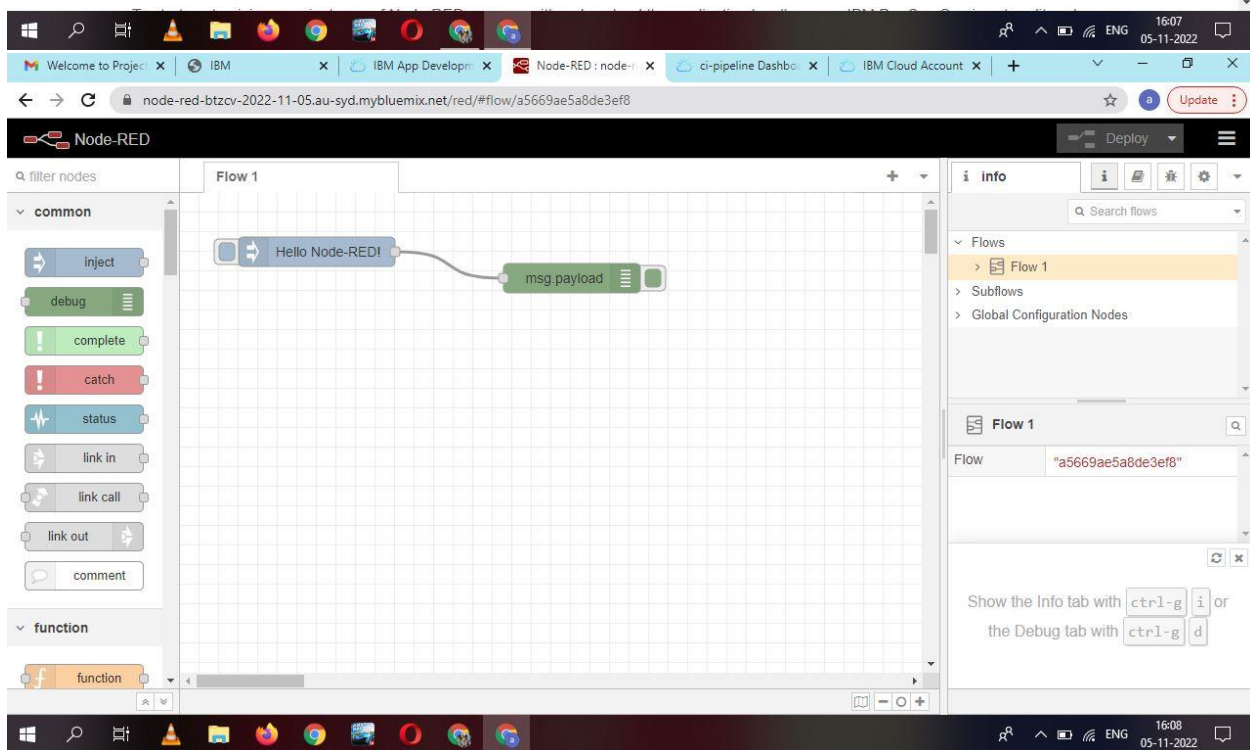 ENG
16:07
05-11-2022
Welcome to Projec
IBM
IBM App Developm
Node-RED : node-r
ci-pipeline Dashbo
IBM Cloud Account
node-red-btzcv-2022-11-05.au-syd.mybluemix.net/red/#flow/a5669ae5a8de3ef8
a
Update
Node-RED
Deploy
filter nodes
Flow 1
i info
i
Search flows
common
inject
debug
complete
catch
status
link in
link call
link out
comment
function
f function
Hello Node-RED!
msg.payload
Flows
Flow 1
Subflows
Global Configuration Nodes
Flow 1
Flow "a5669ae5a8de3ef8"
Show the Info tab with ctrl-g i or
the Debug tab with ctrl-g d
ENG
16:08
05-11-2022